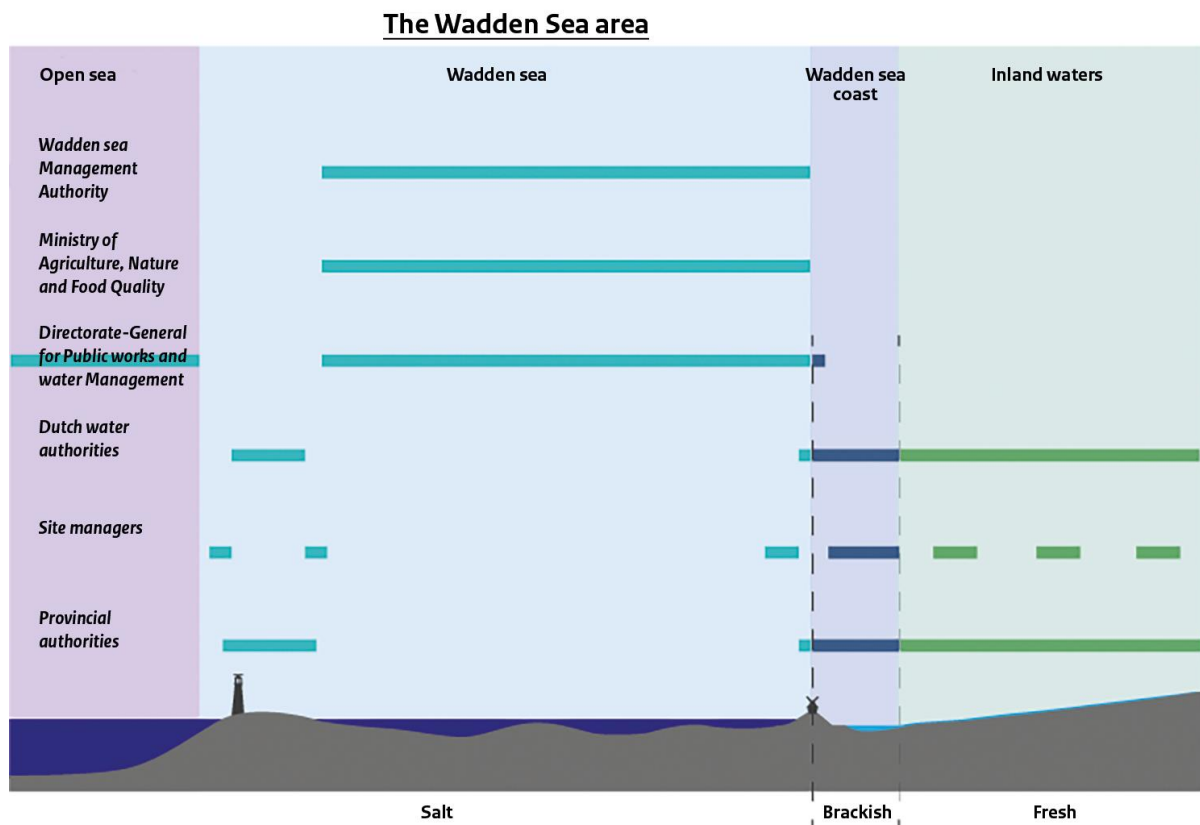 The Wadden Sea area
Open sea
Wadden sea
Wadden sea
coast
Inland waters
Wadden sea
Management
Authority
Ministry of
Agriculture, Nature
and Food Quality
Directorate-General
for Public works and
water Management
Dutch water
authorities
Site managers
Provincial
authorities
Salt
Brackish
Fresh